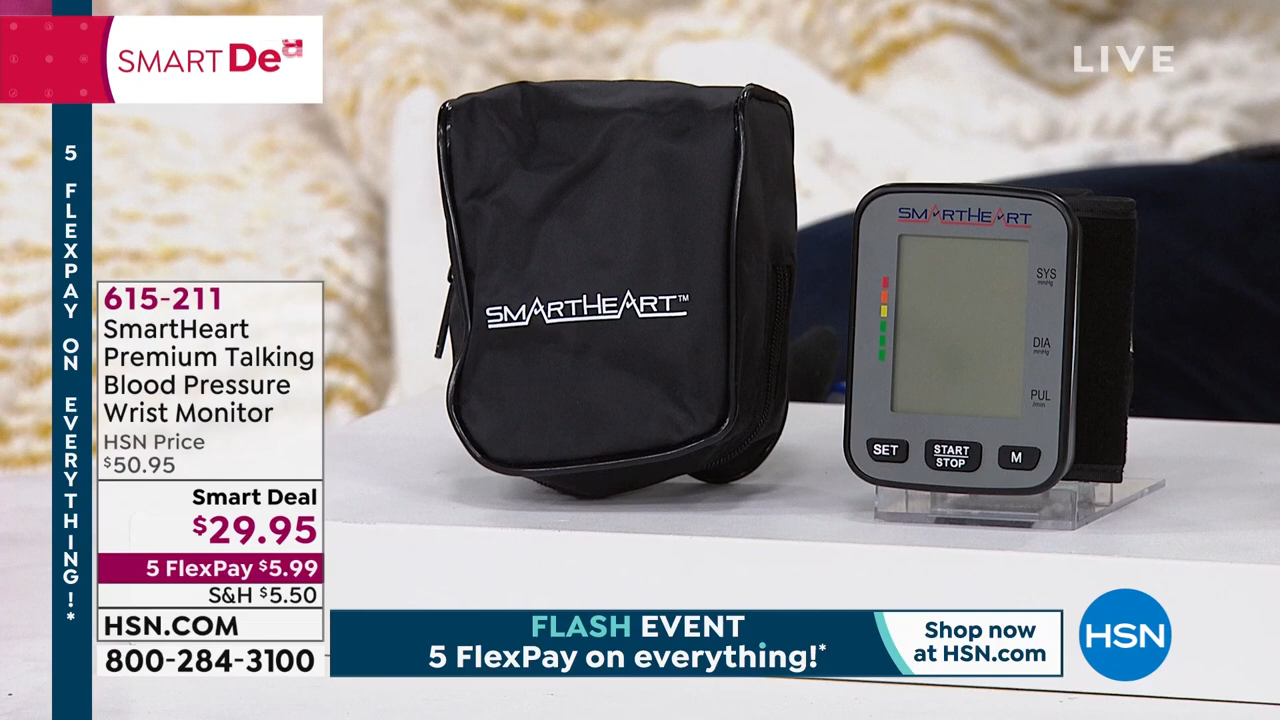 SMART Dea
LIVE
5 FLEXPAY ON EVERYTHING!*
615-211
SmartHeart
Premium Talking
Blood Pressure
Wrist Monitor
HSN Price
$50.95
Smart Deal
$29.95
5 FlexPay $5.99
S&H $5.50
HSN.COM
800-284-3100
SMARTHEART™
SMARTHEART
SYS
mmHg
DIA
mmHg
PUL
/min
SET
START
STOP
M
FLASH EVENT
5 FlexPay on everything!*
Shop now
at HSN.com
HSN